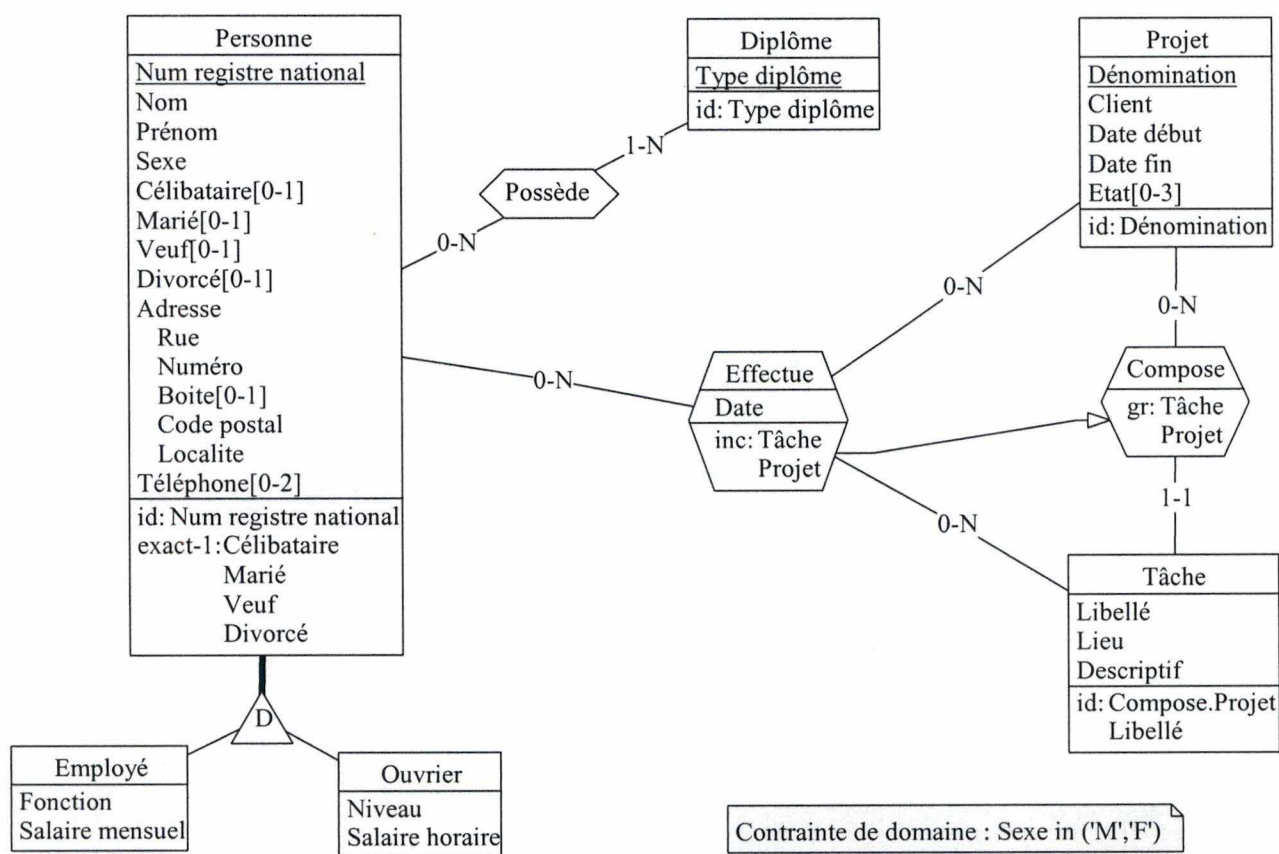 Personne
Num registre national
Nom
Prénom
Sexe
Célibataire[0-1]
Marié[0-1]
Veuf[0-1]
Divorcé[0-1]
Adresse
Rue
Numéro
Boite[0-1]
Code postal
Localite
Téléphone[0-2]
id: Num registre national
exact-1:Célibataire
Marié
Veuf
Divorcé
D
Employé
Fonction
Salaire mensuel
Ouvrier
Niveau
Salaire horaire
0-N
Possède
1-N
Diplôme
Type diplôme
id: Type diplôme
0-N
Effectue
Date
inc: Tâche
Projet
0-N
0-N
Projet
Dénomination
Client
Date début
Date fin
Etat[0-3]
id: Dénomination
0-N
Compose
gr: Tâche
Projet
1-1
Tâche
Libellé
Lieu
Descriptif
id: Compose.Projet
Libellé
Contrainte de domaine : Sexe in ('M','F')